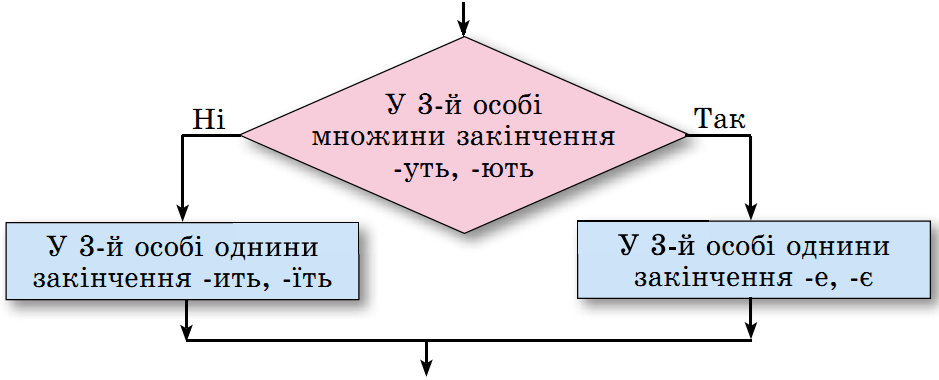 У 3-й особі
множини закінчення
-уть, -ють
Ні
Так
У 3-й особі однини
закінчення -ить, -їть
У 3-й особі однини
закінчення -е, -є